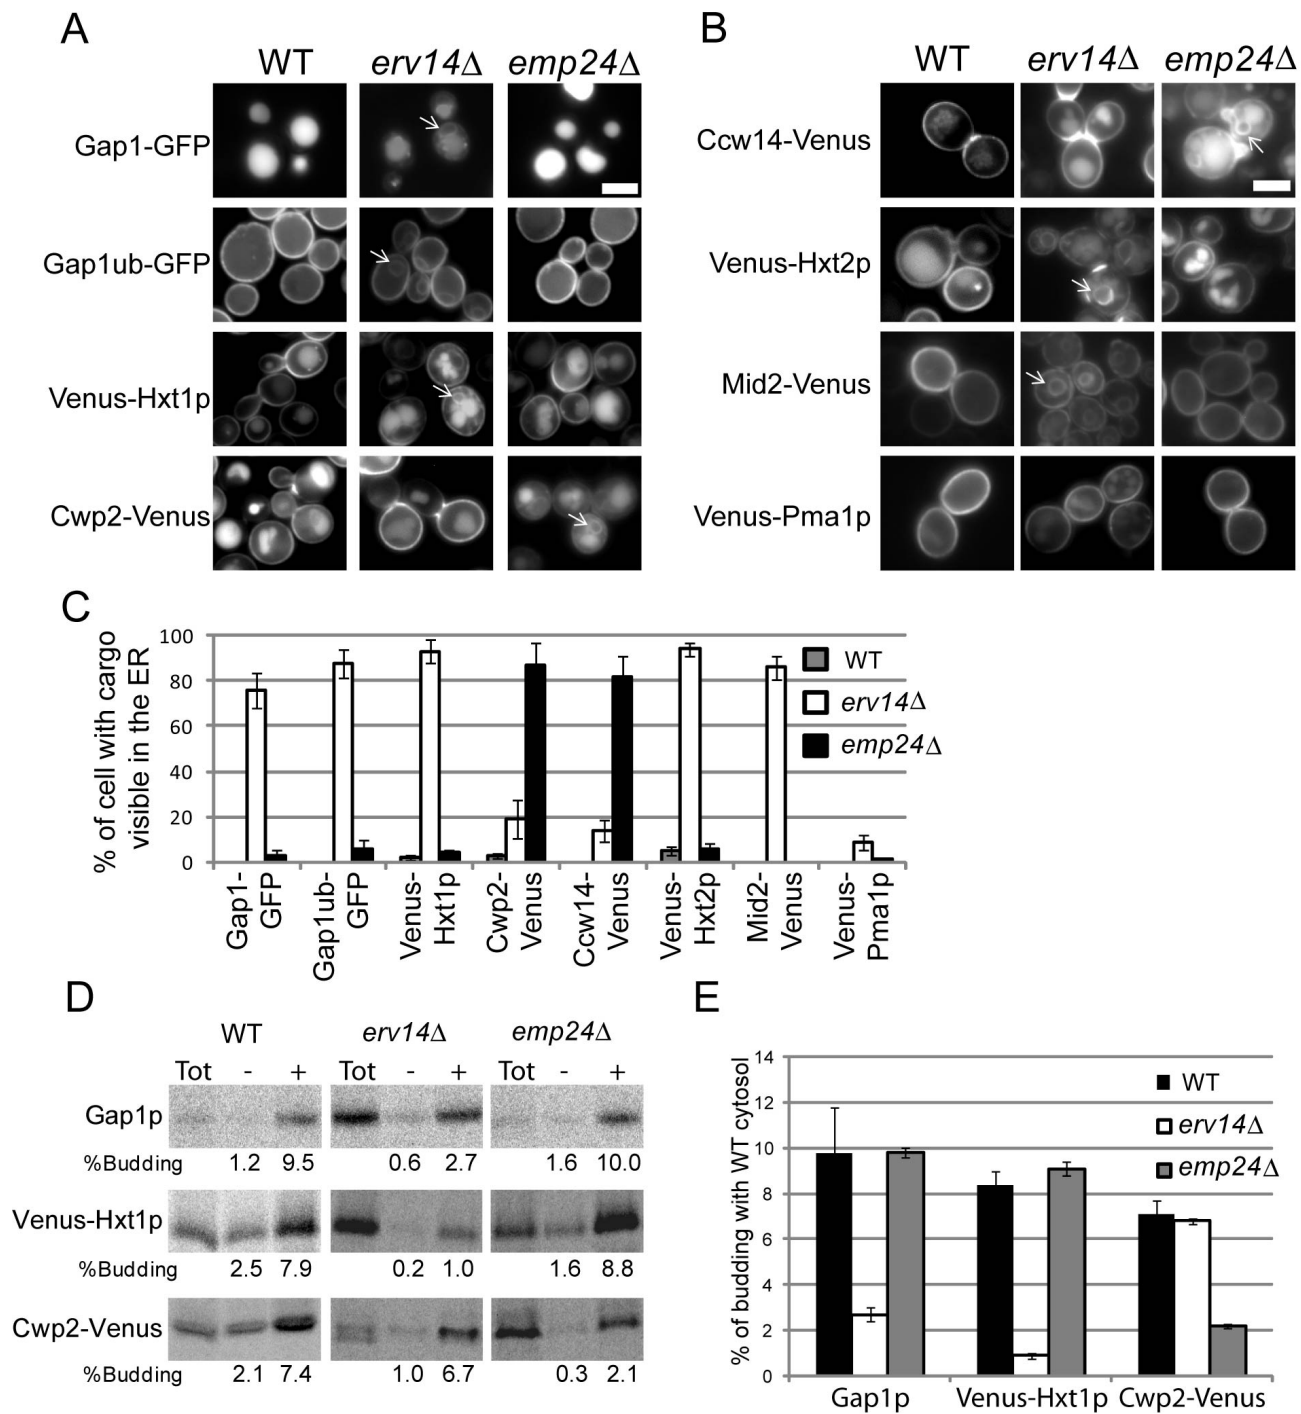 A
WT erv14Δ emp24Δ
Gap1-GFP
Gap1ub-GFP
Venus-Hxt1p
Cwp2-Venus
B
WT erv14Δ emp24Δ
Ccw14-Venus
Venus-Hxt2p
Mid2-Venus
Venus-Pma1p
C
% of cell with cargo
visible in the ER
100
80
60
40
20
0
WT
erv14Δ
emp24Δ
Gap1-
GFP
Gap1ub-
GFP
Venus-
Hxt1p
Cwp2-
Venus
Ccw14-
Venus
Venus-
Hxt2p
Mid2-
Venus
Venus-
Pma1p
D
WT erv14Δ emp24Δ
Tot - + Tot - + Tot - +
Gap1p
%Budding 1.2 9.5 0.6 2.7 1.6 10.0
Venus-Hxt1p
%Budding 2.5 7.9 0.2 1.0 1.6 8.8
Cwp2-Venus
%Budding 2.1 7.4 1.0 6.7 0.3 2.1
E
% of budding with WT cytosol
14
12
10
8
6
4
2
0
WT
erv14Δ
emp24Δ
Gap1p Venus-Hxt1p Cwp2-Venus